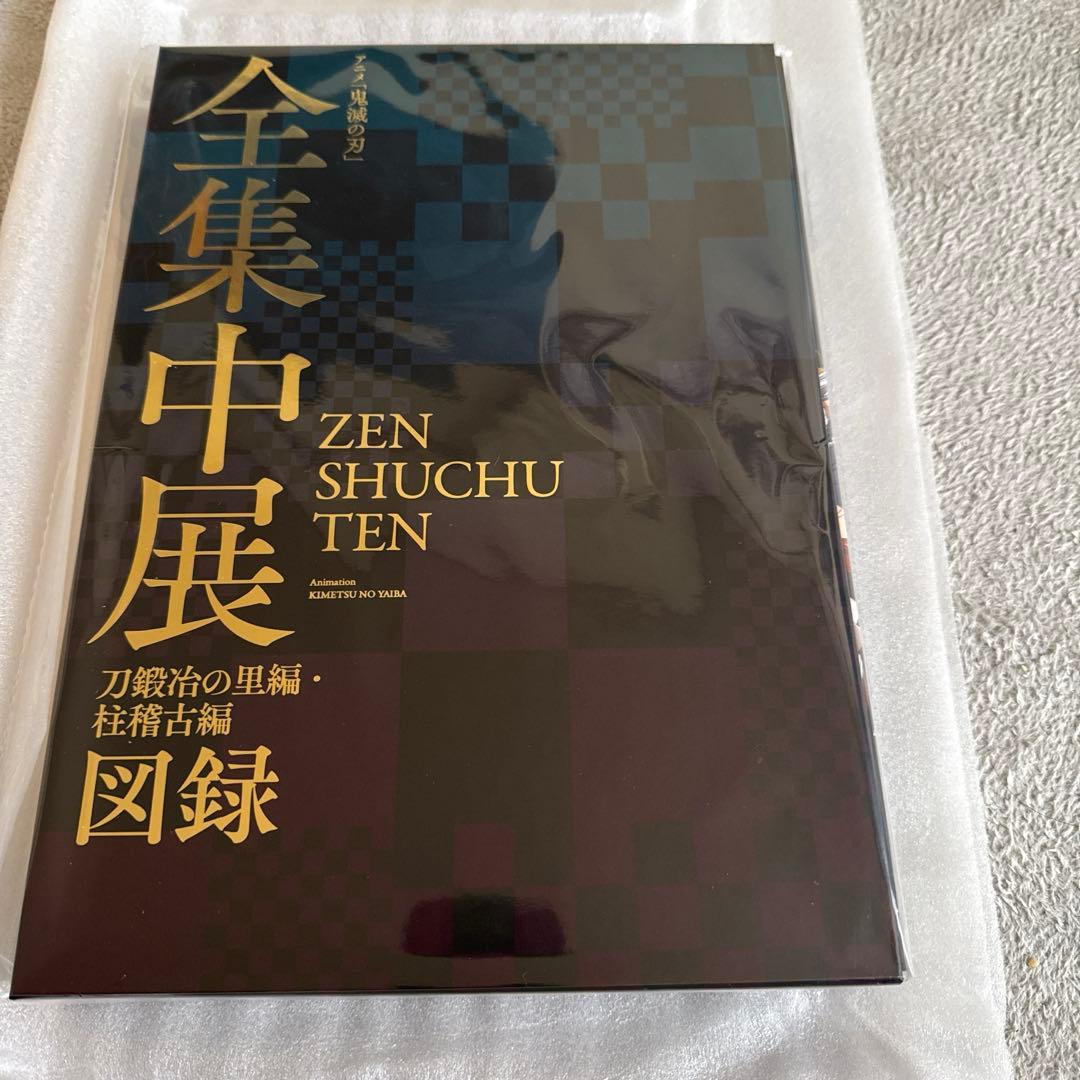 アニメ「鬼滅の刃」
全集中展
ZEN
SHUCHU
TEN
Animation
KIMETSU NO YAIBA
刀鍛冶の里編・
柱稽古編
図録